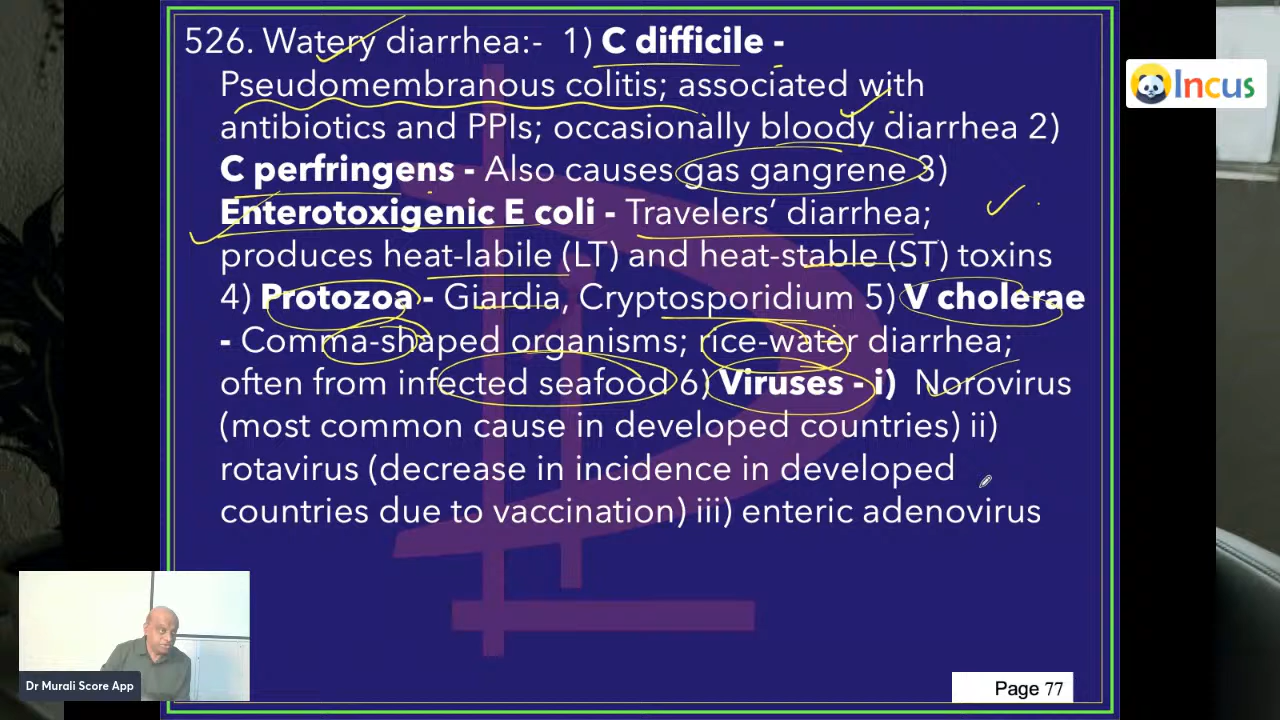 526. Watery diarrhea:- 1) C difficile -
Pseudomembranous colitis; associated with
antibiotics and PPIs; occasionally bloody diarrhea 2)
C perfringens - Also causes gas gangrene 3)
Enterotoxigenic E coli - Travelers’ diarrhea;
produces heat-labile (LT) and heat-stable (ST) toxins
4) Protozoa - Giardia, Cryptosporidium 5) V cholerae
- Comma-shaped organisms; rice-water diarrhea;
often from infected seafood 6) Viruses - i) Norovirus
(most common cause in developed countries) ii)
rotavirus (decrease in incidence in developed
countries due to vaccination) iii) enteric adenovirus
Incus
Dr Murali Score App
Page 77